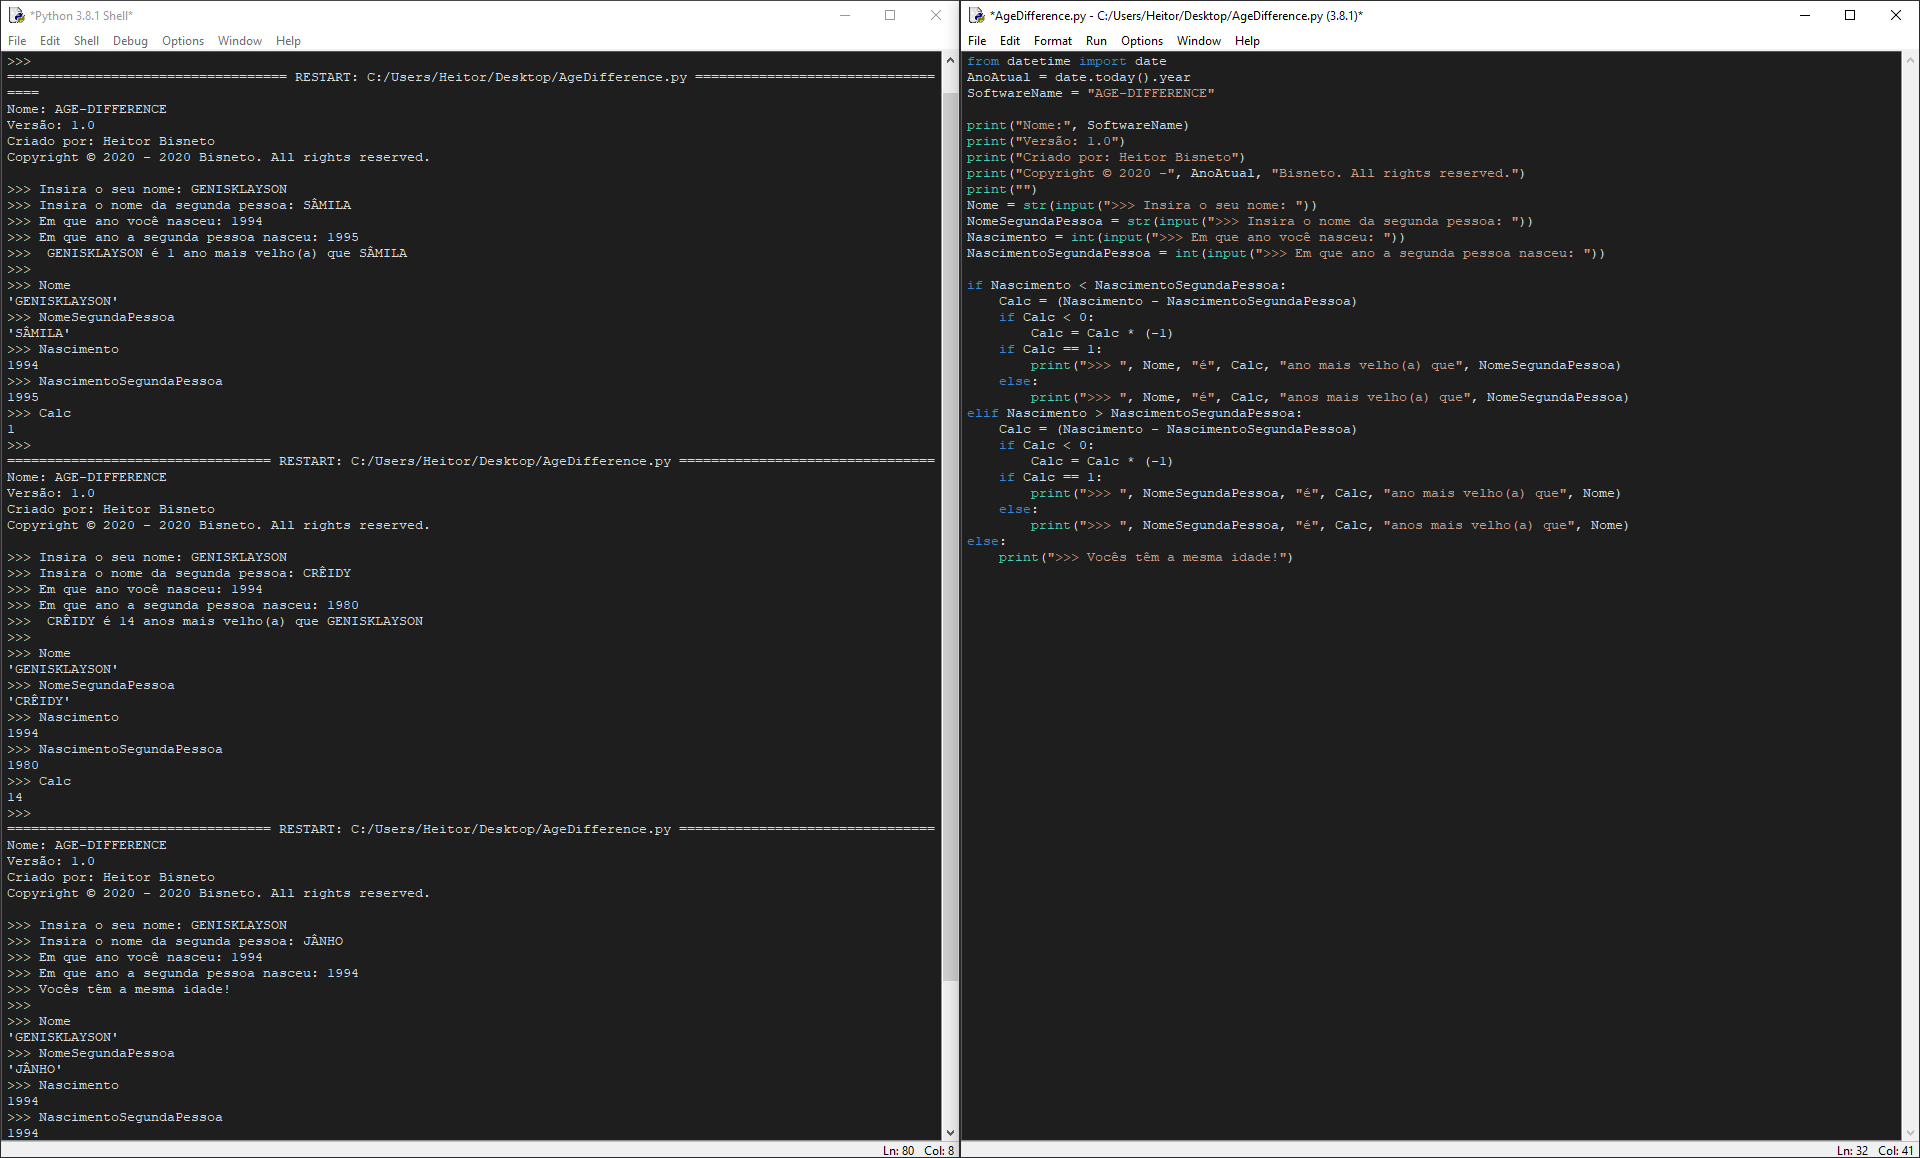 *Python 3.8.1 Shell*
File Edit Shell Debug Options Window Help
>>>
=================================== RESTART: C:/Users/Heitor/Desktop/AgeDifference.py ==============================
====
Nome: AGE-DIFFERENCE
Versão: 1.0
Criado por: Heitor Bisneto
Copyright © 2020 - 2020 Bisneto. All rights reserved.
>>> Insira o seu nome: GENISKLAYSON
>>> Insira o nome da segunda pessoa: SÂMILA
>>> Em que ano você nasceu: 1994
>>> Em que ano a segunda pessoa nasceu: 1995
>>>  GENISKLAYSON é 1 ano mais velho(a) que SÂMILA
>>>
>>> Nome
'GENISKLAYSON'
>>> NomeSegundaPessoa
'SÂMILA'
>>> Nascimento
1994
>>> NascimentoSegundaPessoa
1995
>>> Calc
1
>>>
================================= RESTART: C:/Users/Heitor/Desktop/AgeDifference.py ================================
Nome: AGE-DIFFERENCE
Versão: 1.0
Criado por: Heitor Bisneto
Copyright © 2020 - 2020 Bisneto. All rights reserved.
>>> Insira o seu nome: GENISKLAYSON
>>> Insira o nome da segunda pessoa: CRÊIDY
>>> Em que ano você nasceu: 1994
>>> Em que ano a segunda pessoa nasceu: 1980
>>>  CRÊIDY é 14 anos mais velho(a) que GENISKLAYSON
>>>
>>> Nome
'GENISKLAYSON'
>>> NomeSegundaPessoa
'CRÊIDY'
>>> Nascimento
1994
>>> NascimentoSegundaPessoa
1980
>>> Calc
14
>>>
================================= RESTART: C:/Users/Heitor/Desktop/AgeDifference.py ================================
Nome: AGE-DIFFERENCE
Versão: 1.0
Criado por: Heitor Bisneto
Copyright © 2020 - 2020 Bisneto. All rights reserved.
>>> Insira o seu nome: GENISKLAYSON
>>> Insira o nome da segunda pessoa: JÂNHO
>>> Em que ano você nasceu: 1994
>>> Em que ano a segunda pessoa nasceu: 1994
>>> Vocês têm a mesma idade!
>>>
>>> Nome
'GENISKLAYSON'
>>> NomeSegundaPessoa
'JÂNHO'
>>> Nascimento
1994
>>> NascimentoSegundaPessoa
1994
Ln: 80 Col: 8
*AgeDifference.py - C:/Users/Heitor/Desktop/AgeDifference.py (3.8.1)*
File Edit Format Run Options Window Help
from datetime import date
AnoAtual = date.today().year
SoftwareName = "AGE-DIFFERENCE"
print("Nome:", SoftwareName)
print("Versão: 1.0")
print("Criado por: Heitor Bisneto")
print("Copyright © 2020 -", AnoAtual, "Bisneto. All rights reserved.")
print("")
Nome = str(input(">>> Insira o seu nome: "))
NomeSegundaPessoa = str(input(">>> Insira o nome da segunda pessoa: "))
Nascimento = int(input(">>> Em que ano você nasceu: "))
NascimentoSegundaPessoa = int(input(">>> Em que ano a segunda pessoa nasceu: "))
if Nascimento < NascimentoSegundaPessoa:
    Calc = (Nascimento - NascimentoSegundaPessoa)
    if Calc < 0:
        Calc = Calc * (-1)
    if Calc == 1:
        print(">>> ", Nome, "é", Calc, "ano mais velho(a) que", NomeSegundaPessoa)
    else:
        print(">>> ", Nome, "é", Calc, "anos mais velho(a) que", NomeSegundaPessoa)
elif Nascimento > NascimentoSegundaPessoa:
    Calc = (Nascimento - NascimentoSegundaPessoa)
    if Calc < 0:
        Calc = Calc * (-1)
    if Calc == 1:
        print(">>> ", NomeSegundaPessoa, "é", Calc, "ano mais velho(a) que", Nome)
    else:
        print(">>> ", NomeSegundaPessoa, "é", Calc, "anos mais velho(a) que", Nome)
else:
    print(">>> Vocês têm a mesma idade!")
Ln: 32 Col: 41